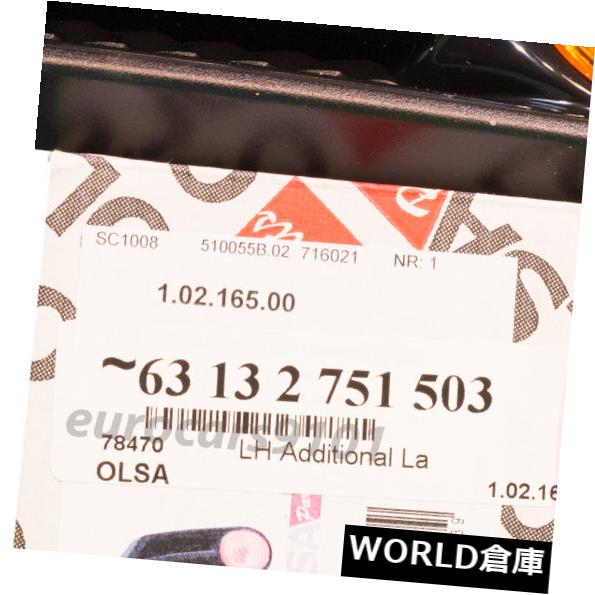 SC1008 510055B.02 716021 NR: 1
1.02.165.00
~63 13 2 751 503
eurocars9101
78470
LH Additional La
OLSA
1.02.16
WORLD倉庫